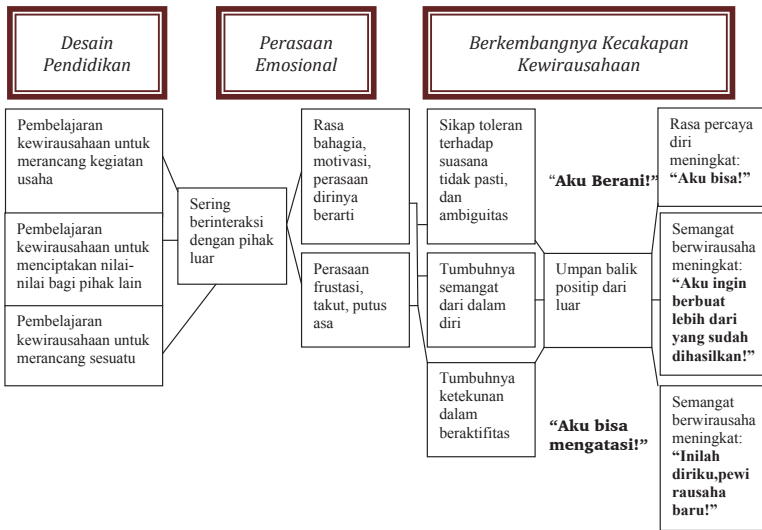 Desain
Pendidikan
Perasaan
Emosional
Berkembangnya Kecakapan
Kewirausahaan
Pembelajaran
kewirausahaan untuk
merancang kegiatan
usaha
Pembelajaran
kewirausahaan untuk
menciptakan nilai-
nilai bagi pihak lain
Pembelajaran
kewirausahaan untuk
merancang sesuatu
Sering
berinteraksi
dengan pihak
luar
Rasa
bahagia,
motivasi,
perasaan
dirinya
berarti
Perasaan
frustasi,
takut, putus
asa
Sikap toleran
terhadap
suasana
tidak pasti,
dan
ambiguitas
Tumbuhnya
semangat
dari dalam
diri
Tumbuhnya
ketekunan
dalam
beraktifitas
“Aku Berani!”
Umpan balik
positip dari
luar
“Aku bisa
mengatasi!”
Rasa percaya
diri
meningkat:
“Aku bisa!”
Semangat
berwirausaha
meningkat:
“Aku ingin
berbuat
lebih dari
yang sudah
dihasilkan!”
Semangat
berwirausaha
meningkat:
“Inilah
diriku,pewi
rausaha
baru!”